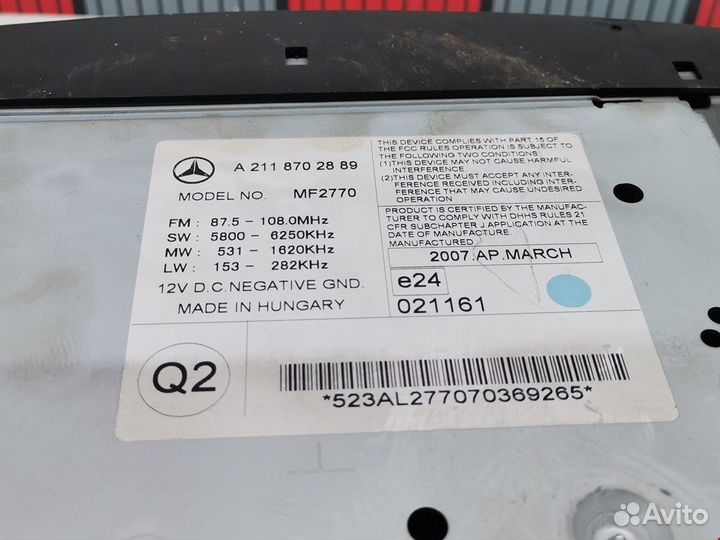 A 211 870 28 89
MODEL NO. MF2770
FM : 87.5 - 108.0MHz
SW : 5800 - 6250KHz
MW : 531 - 1620KHz
LW : 153 - 282KHz
12V D.C. NEGATIVE GND.
MADE IN HUNGARY
THIS DEVICE COMPLIES WITH PART 15 OF
THE FCC RULES OPERATION IS SUBJECT TO THE
FOLLOWING TWO CONDITIONS:
(1)THIS DEVICE MAY NOT CAUSE HARMFUL
INTERFERENCE
(2)THIS DEVICE MUST ACCEPT ANY INTER-
FERENCE RECEIVED INCLUDING INTER-
FERENCE THAT MAY CAUSE UNDESIRED
OPERATION
PRODUCT IS CERTIFIED BY THE MANUFAC-
TURER TO COMPLY WITH DHHS RULES 21
CFR SUBCHAPTER J APPLICATION AT THE
DATE OF MANUFACTURE
MANUFACTURED
2007.AP.MARCH
e24
021161
Q2
*523AL277070369265*
Avito